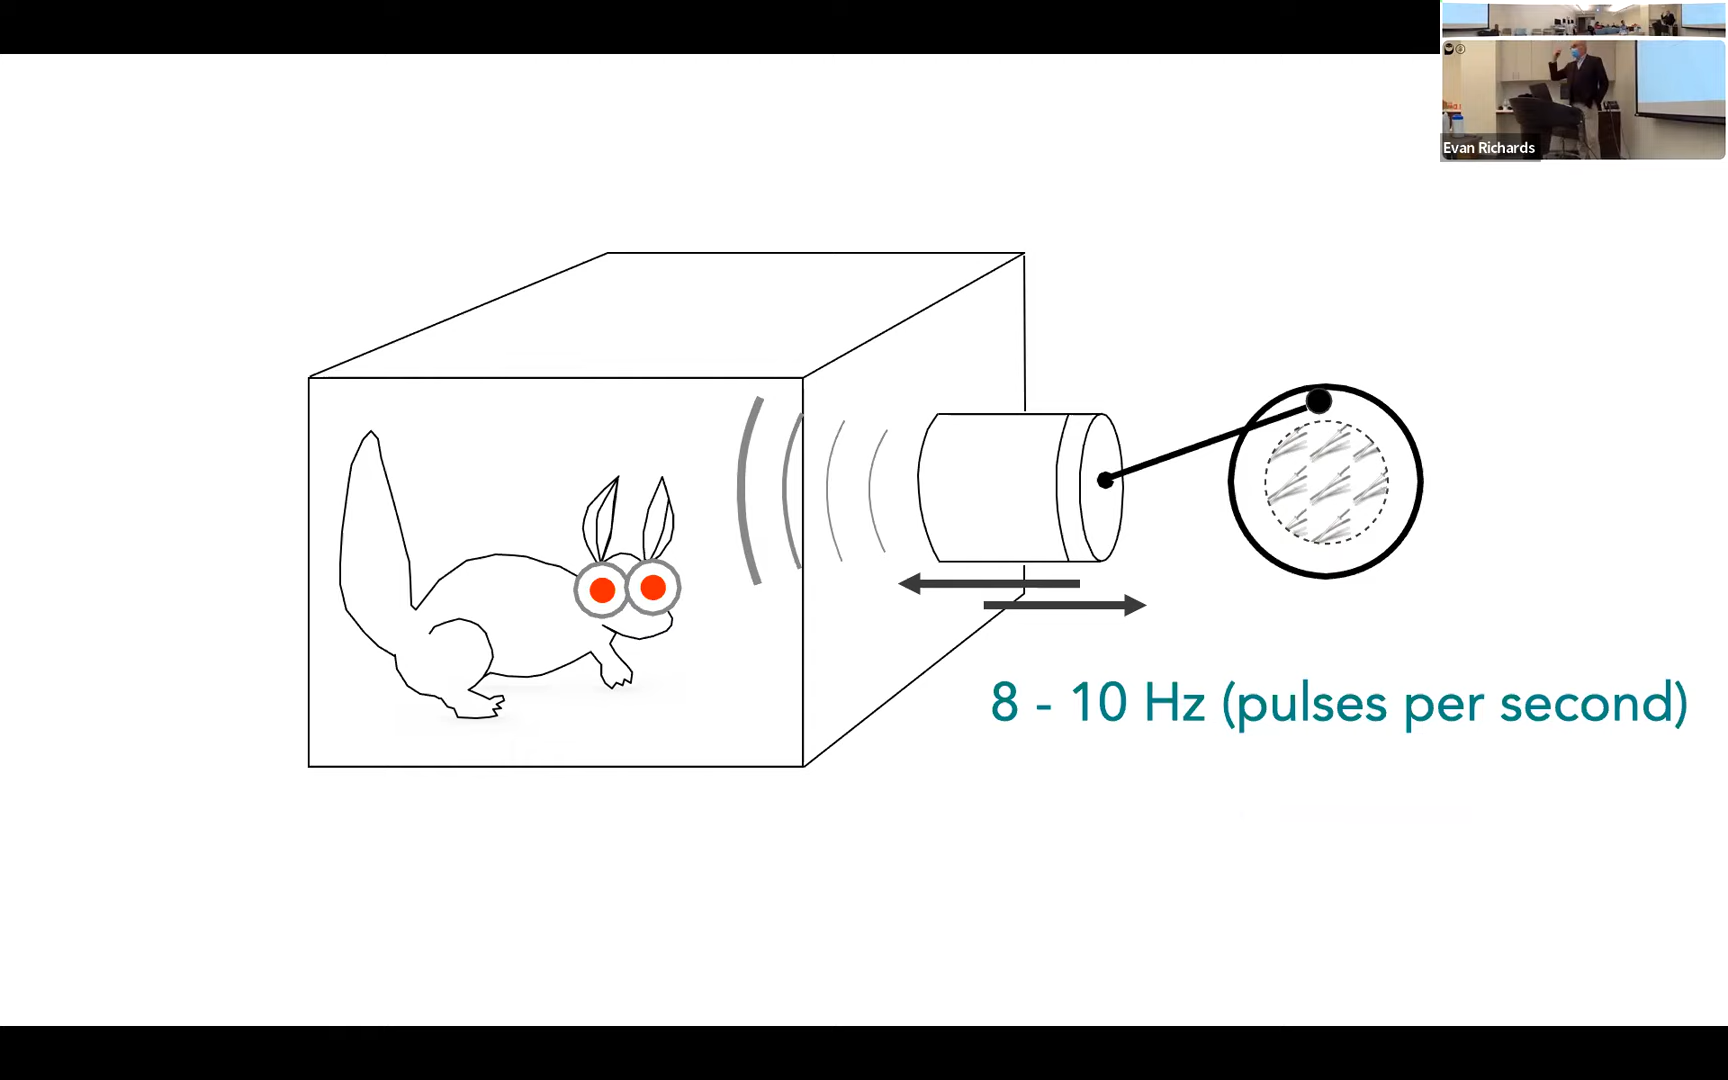 Evan Richards
8 - 10 Hz (pulses per second)